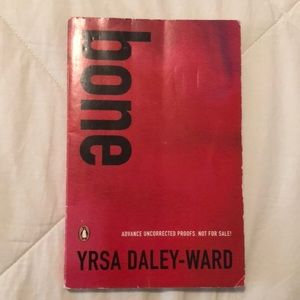 bone
ADVANCE UNCORRECTED PROOFS. NOT FOR SALE!
YRSA DALEY-WARD